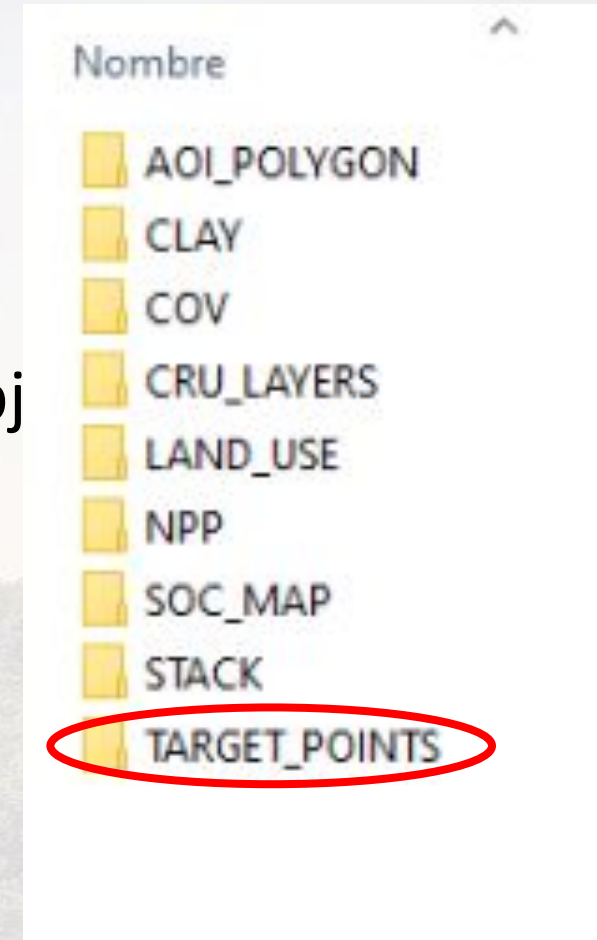 Nombre
AOI_POLYGON
CLAY
COV
CRU_LAYERS
LAND_USE
NPP
SOC_MAP
STACK
TARGET_POINTS